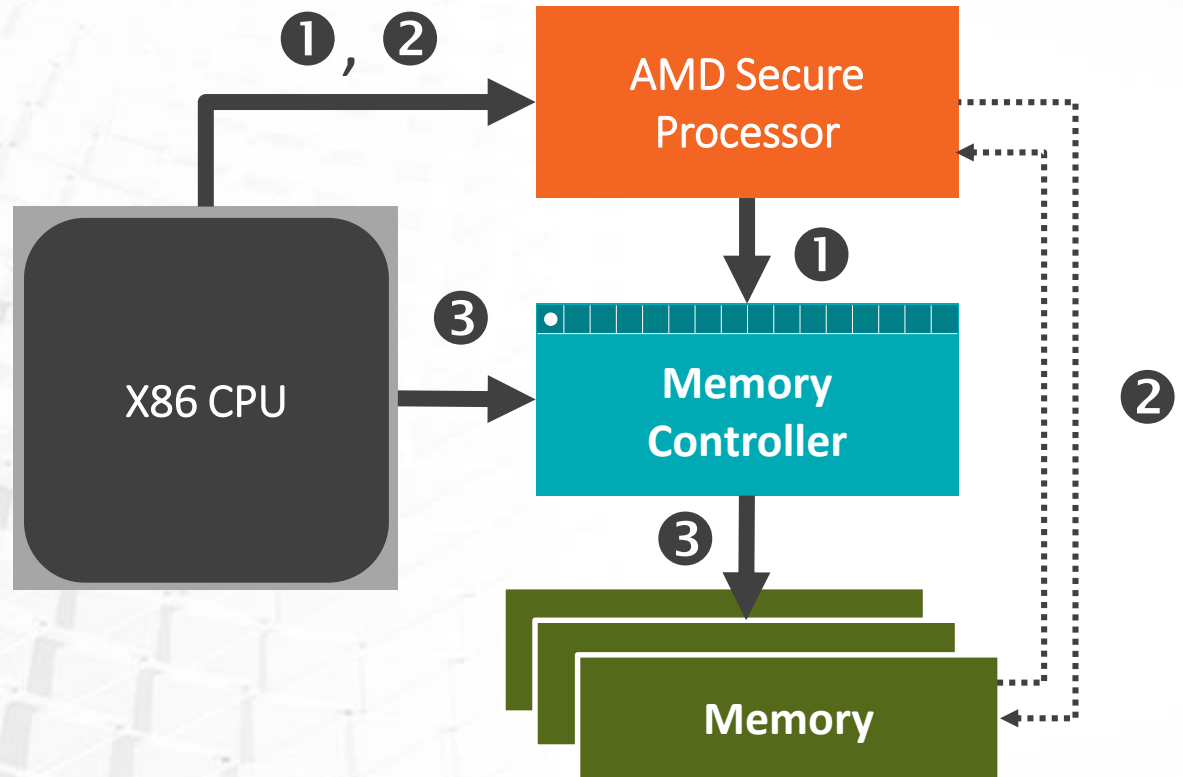 ❶, ❷
AMD Secure
Processor
❶
❸
X86 CPU
Memory
Controller
❷
❸
Memory